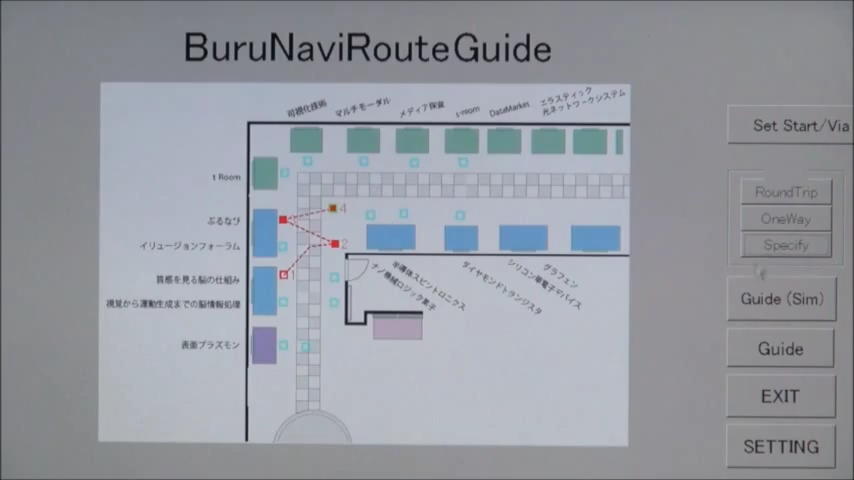 BuruNaviRouteGuide
可視化技術
マルチモーダル
メディア探索
s-room
DataMarket
エラスティック
光ネットワークシステム
Set Start/Via
t Room
RoundTrip
ぶるなび
4
OneWay
イリュージョンフォーラム
2
Specify
質感を見る脳の仕組み
1
半導体スピントロニクス
ナノ機械ロジック素子
ダイヤモンドトランジスタ
グラフェン
シリコン単電子デバイス
視覚から運動生成までの脳情報処理
Guide (Sim)
表面プラズモン
Guide
EXIT
SETTING